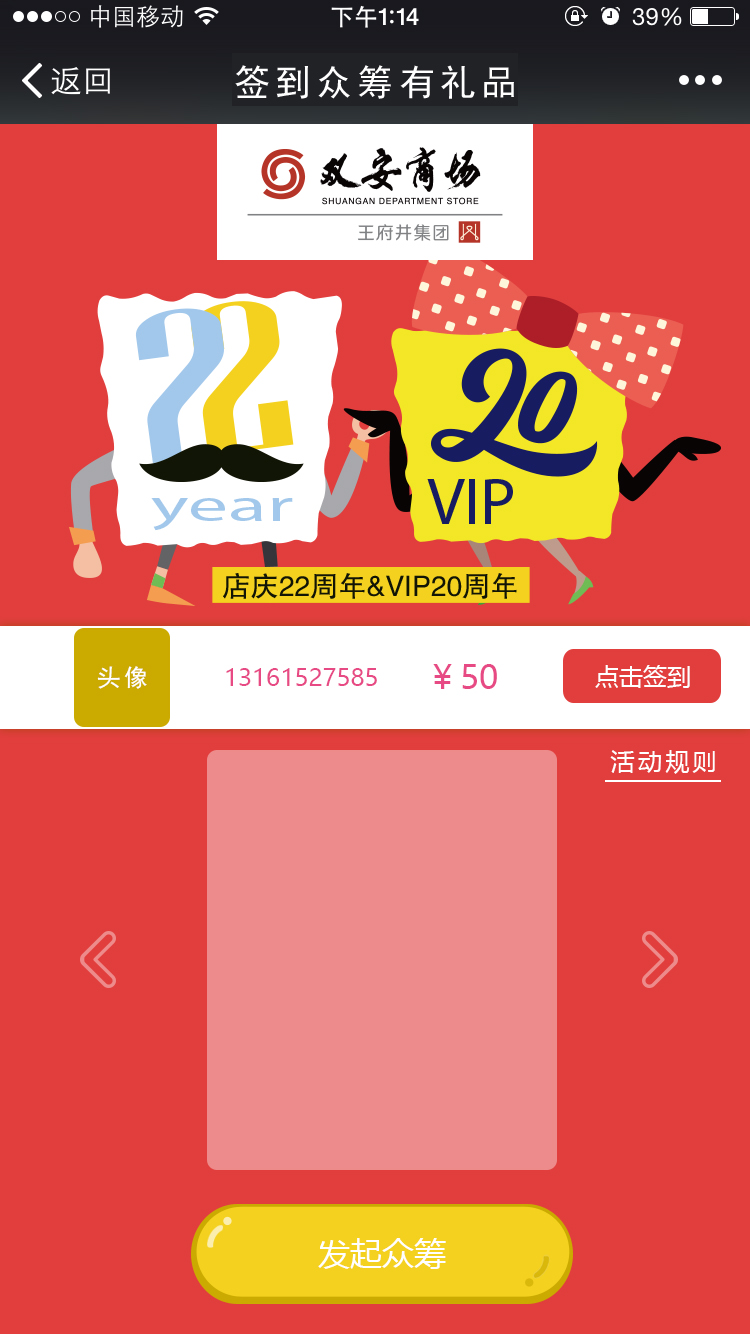 中国移动 下午1:14 39%
返回 签到众筹有礼品
双安商场
SHUANGAN DEPARTMENT STORE
王府井集团
22
year
20
VIP
店庆22周年&VIP20周年
头像 13161527585 ¥ 50 点击签到
活动规则
发起众筹